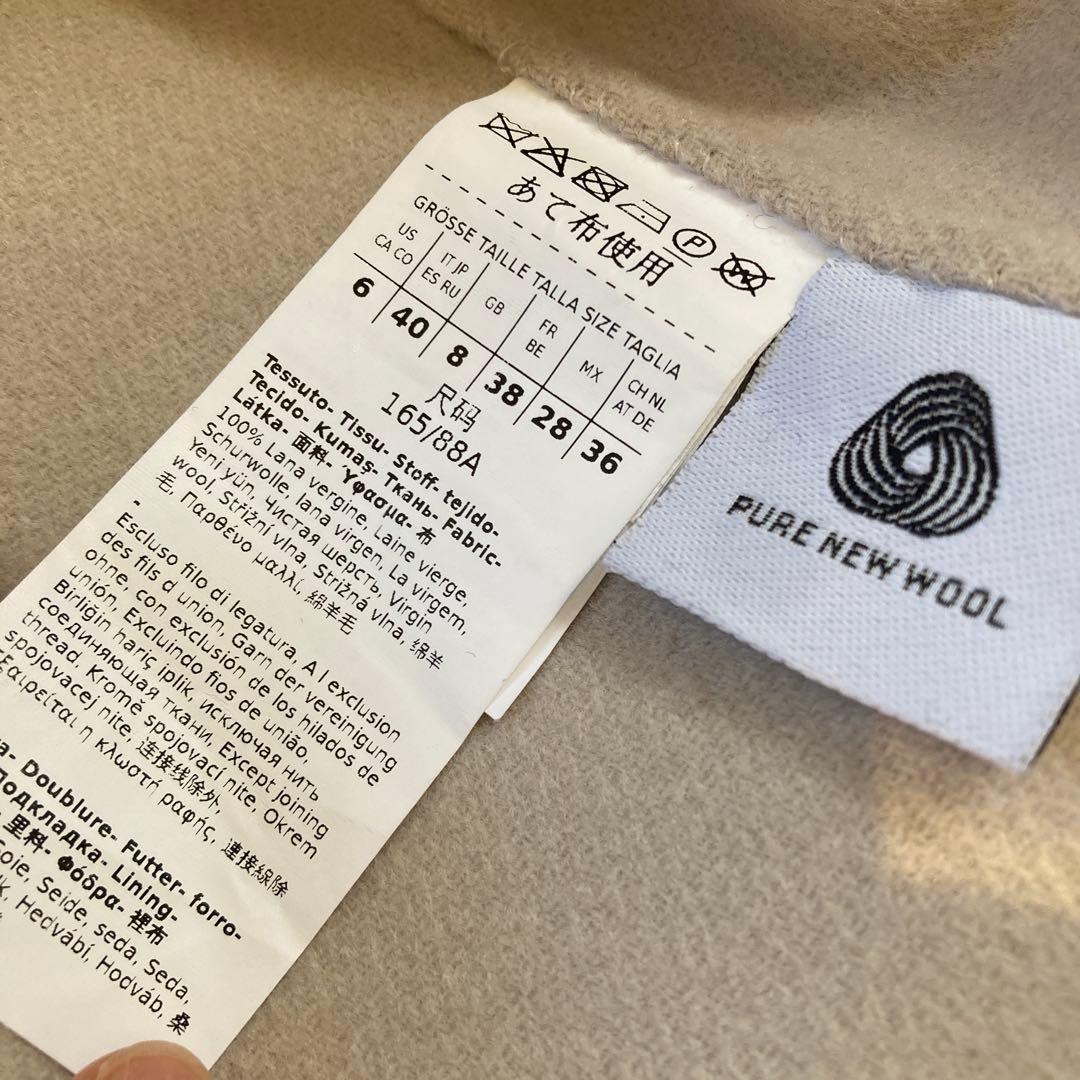 P
W
あて布使用
GRÖSSE TAILLE TALLA SIZE TAGLIA
US CA CO
IT JP ES RU
GB
FR BE
MX
CH NL AT DE
6 40 8 38 28 36
尺码
165/88A
Tessuto- Tissu- Stoff- tejido-
Tecido- Kumaş- Ткань- Fabric-
Látka- 面料- Ύφασμα- 布
100% Lana vergine, Laine vierge,
Schurwolle, lana virgen, La virgem,
Yeni yün, Чистая шерсть, Virgin
wool, Střižní vlna, Strižná vlna, 绵羊
毛, Παρθένο μαλλί, 綿羊毛
-
Escluso filo di legatura, A l exclusion
des fils d union, Garn der vereinigung
ohne, con exclusión de los hilados de
unión, Excluindo fios de união,
Birliğin hariç iplik, исключая нить
соединяющая ткани, Except joining
thread, Kromě spojovací nite, Okrem
spojovacej nite, 连接线除外,
Εξαιρείται η κλωστή ραφής, 連接線除
Doublure- Futter- forro-
Подкладка- Lining-
里料- Φόδρα- 裡布
Soie, Seide, seda, Seda,
Hedvábí, Hodváb, 桑
PURE NEW WOOL